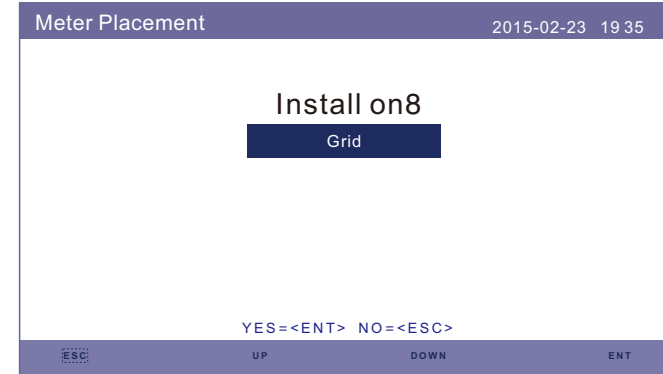 Meter Placement 2015-02-23 19 35
Install on8
Grid
YES=<ENT> NO=<ESC>
ESC UP DOWN ENT